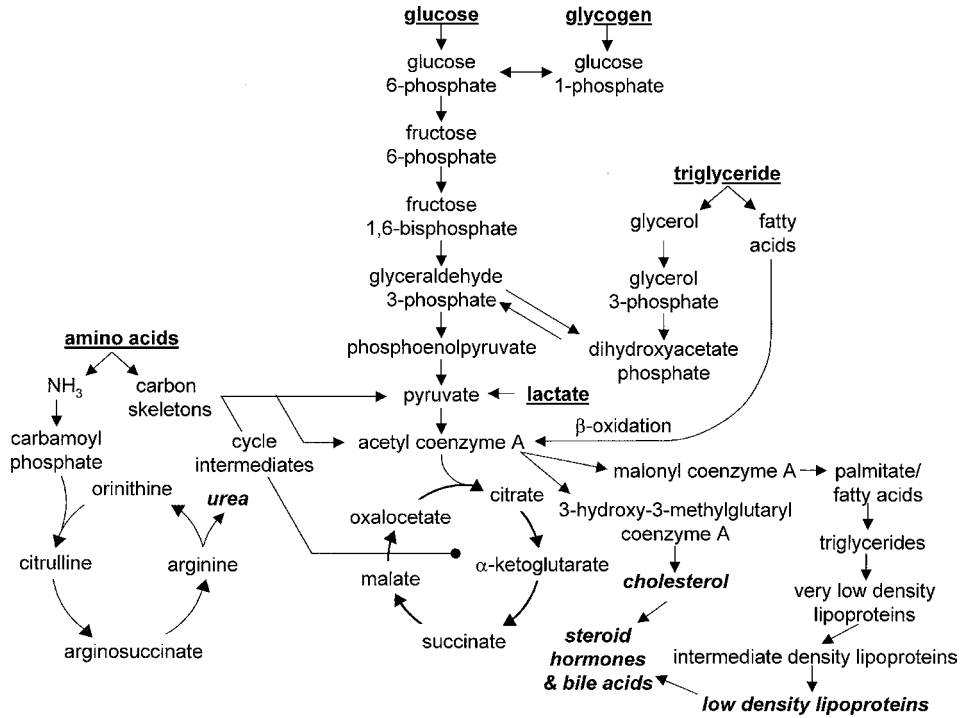 glucose
glycogen
glucose
6-phosphate
glucose
1-phosphate
fructose
6-phosphate
fructose
1,6-bisphosphate
glyceraldehyde
3-phosphate
phosphoenolpyruvate
pyruvate
lactate
acetyl coenzyme A
triglyceride
glycerol
fatty
acids
glycerol
3-phosphate
dihydroxyacetate
phosphate
β-oxidation
amino acids
NH3
carbon
skeletons
carbamoyl
phosphate
cycle
intermediates
orinithine
urea
citrulline
arginine
arginosuccinate
citrate
oxalocetate
α-ketoglutarate
malate
succinate
malonyl coenzyme A
palmitate/
fatty acids
3-hydroxy-3-methylglutaryl
coenzyme A
triglycerides
cholesterol
very low density
lipoproteins
steroid
hormones
& bile acids
intermediate density lipoproteins
low density lipoproteins